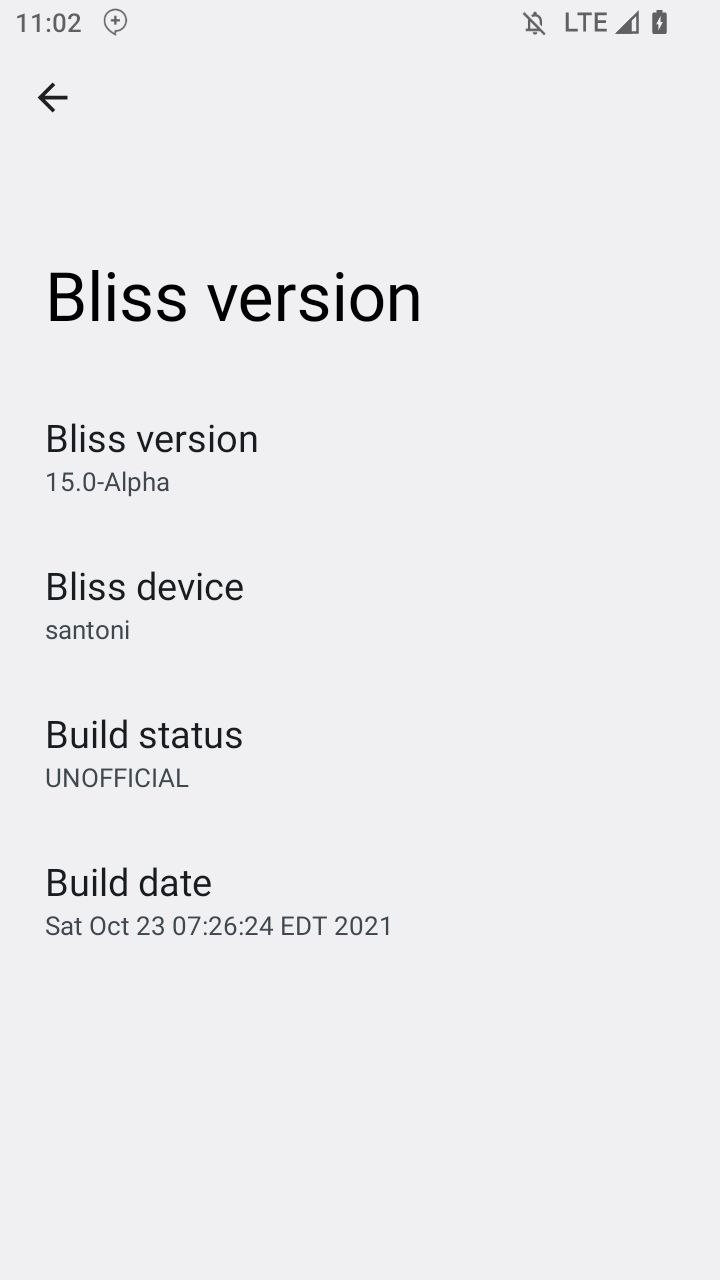 11:02
LTE
Bliss version
Bliss version
15.0-Alpha
Bliss device
santoni
Build status
UNOFFICIAL
Build date
Sat Oct 23 07:26:24 EDT 2021